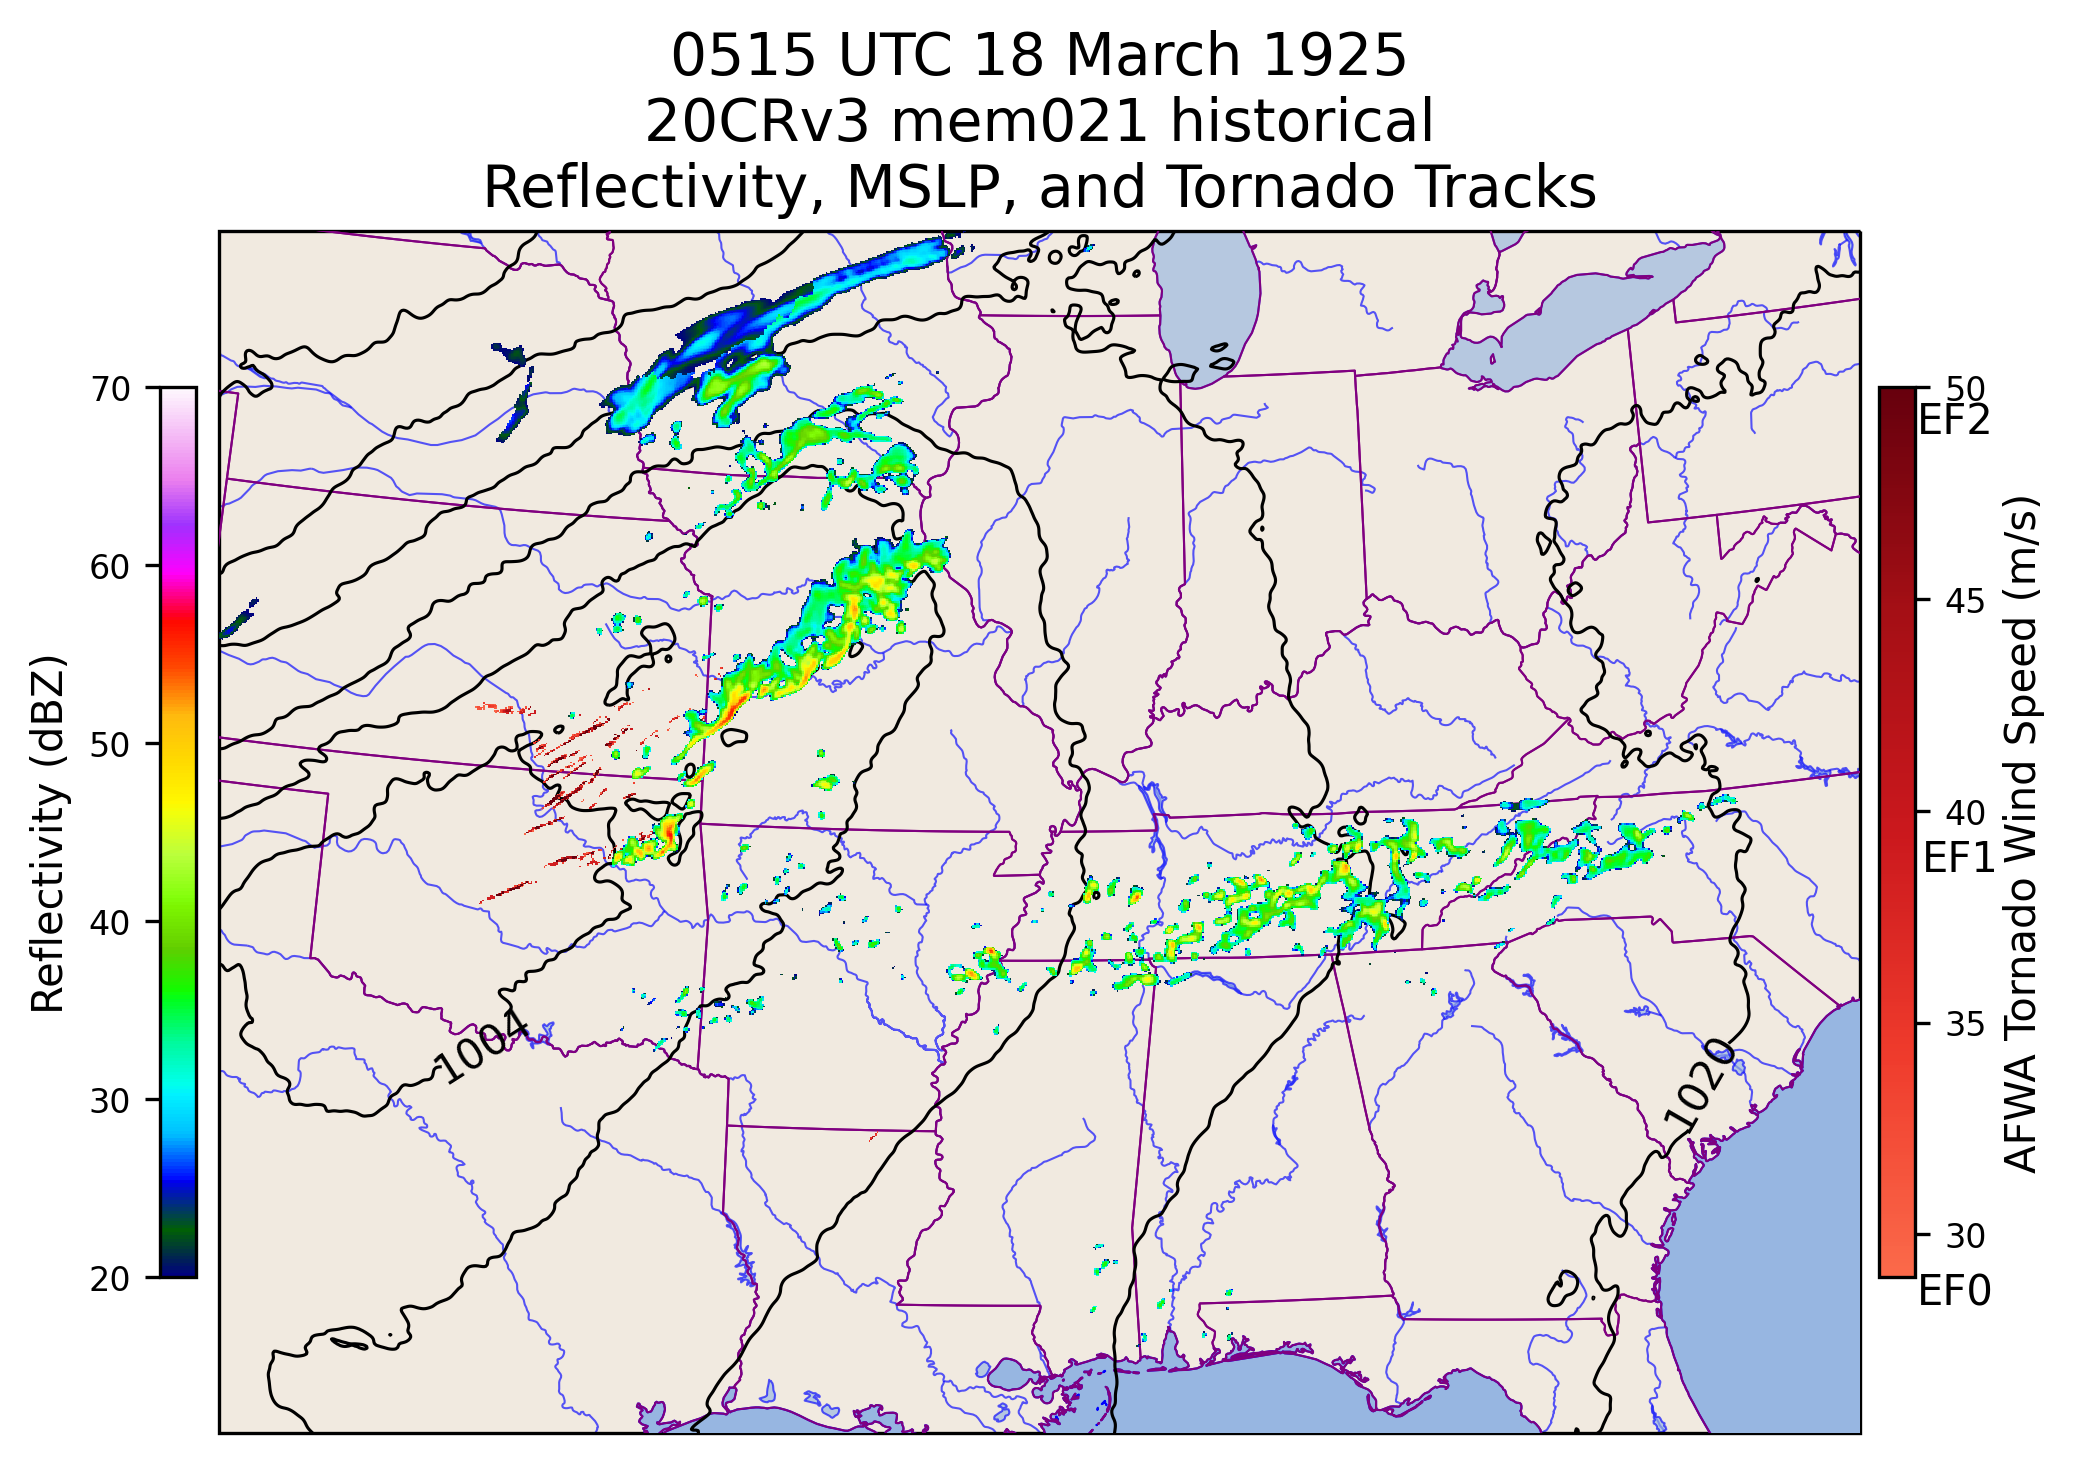 0515 UTC 18 March 1925
20CRv3 mem021 historical
Reflectivity, MSLP, and Tornado Tracks
Reflectivity (dBZ)
70
60
50
40
30
20
1004
1020
50
EF2
45
40
EF1
35
30
EF0
AFWA Tornado Wind Speed (m/s)